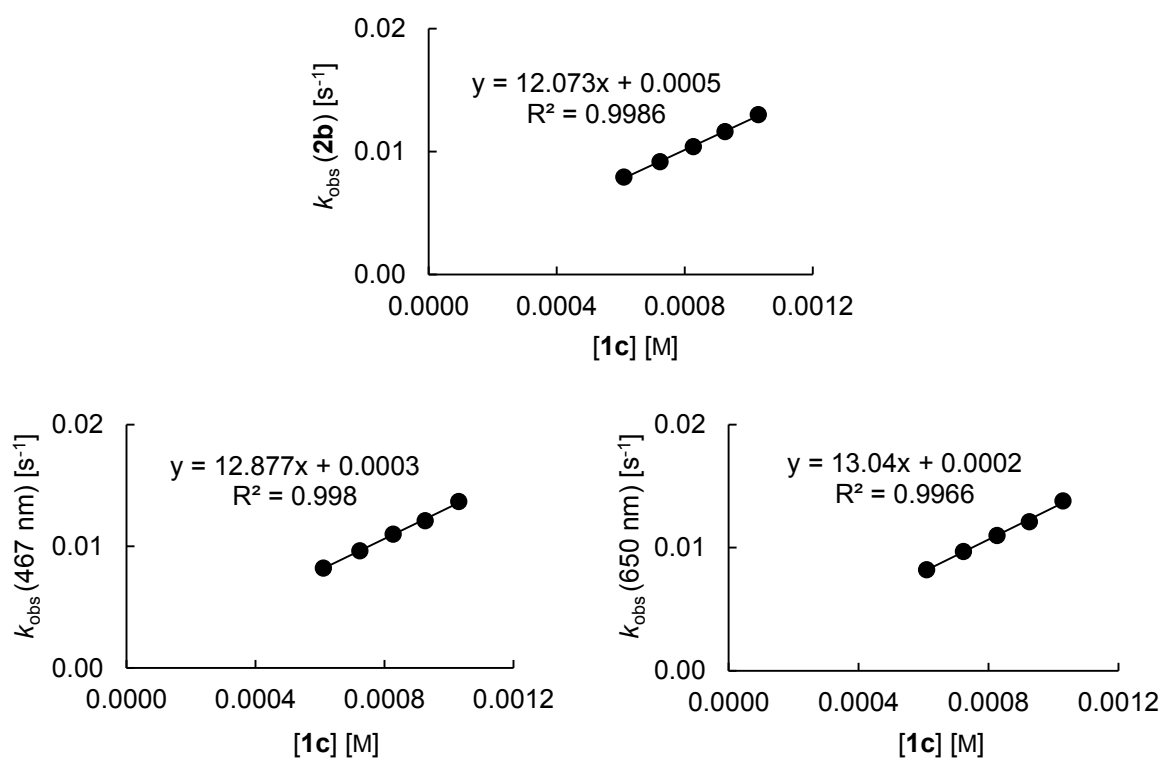 0.02
y = 12.073x + 0.0005
R² = 0.9986
0.01
0.00
k_obs (2b) [s⁻¹]
0.0000 0.0004 0.0008 0.0012
[1c] [M]
0.02
y = 12.877x + 0.0003
R² = 0.998
0.01
0.00
k_obs (467 nm) [s⁻¹]
0.0000 0.0004 0.0008 0.0012
[1c] [M]
0.02
y = 13.04x + 0.0002
R² = 0.9966
0.01
0.00
k_obs (650 nm) [s⁻¹]
0.0000 0.0004 0.0008 0.0012
[1c] [M]